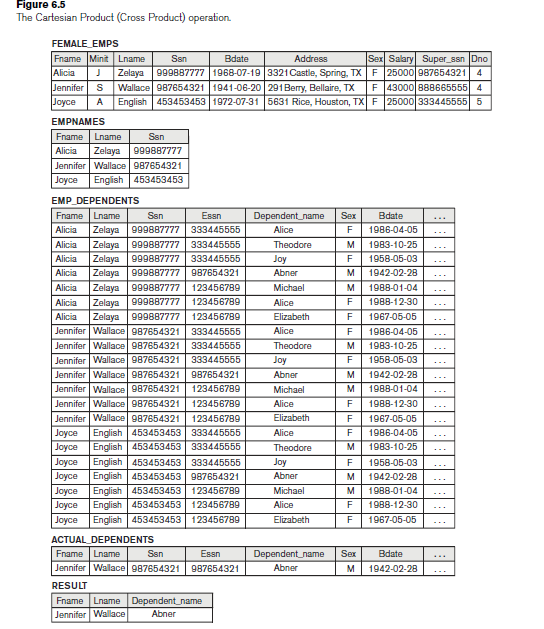 Figure 6.5
The Cartesian Product (Cross Product) operation.
FEMALE_EMPS
Fname Minit Lname Ssn Bdate Address Sex Salary Super_ssn Dno
Alicia J Zelaya 999887777 1968-07-19 3321Castle, Spring, TX F 25000 987654321 4
Jennifer S Wallace 987654321 1941-06-20 291Berry, Bellaire, TX F 43000 888665555 4
Joyce A English 453453453 1972-07-31 5631 Rice, Houston, TX F 25000 333445555 5
EMPNAMES
Fname Lname Ssn
Alicia Zelaya 999887777
Jennifer Wallace 987654321
Joyce English 453453453
EMP_DEPENDENTS
Fname Lname Ssn Essn Dependent_name Sex Bdate ...
Alicia Zelaya 999887777 333445555 Alice F 1986-04-05 ...
Alicia Zelaya 999887777 333445555 Theodore M 1983-10-25 ...
Alicia Zelaya 999887777 333445555 Joy F 1958-05-03 ...
Alicia Zelaya 999887777 987654321 Abner M 1942-02-28 ...
Alicia Zelaya 999887777 123456789 Michael M 1988-01-04 ...
Alicia Zelaya 999887777 123456789 Alice F 1988-12-30 ...
Alicia Zelaya 999887777 123456789 Elizabeth F 1967-05-05 ...
Jennifer Wallace 987654321 333445555 Alice F 1986-04-05 ...
Jennifer Wallace 987654321 333445555 Theodore M 1983-10-25 ...
Jennifer Wallace 987654321 333445555 Joy F 1958-05-03 ...
Jennifer Wallace 987654321 987654321 Abner M 1942-02-28 ...
Jennifer Wallace 987654321 123456789 Michael M 1988-01-04 ...
Jennifer Wallace 987654321 123456789 Alice F 1988-12-30 ...
Jennifer Wallace 987654321 123456789 Elizabeth F 1967-05-05 ...
Joyce English 453453453 333445555 Alice F 1986-04-05 ...
Joyce English 453453453 333445555 Theodore M 1983-10-25 ...
Joyce English 453453453 333445555 Joy F 1958-05-03 ...
Joyce English 453453453 987654321 Abner M 1942-02-28 ...
Joyce English 453453453 123456789 Michael M 1988-01-04 ...
Joyce English 453453453 123456789 Alice F 1988-12-30 ...
Joyce English 453453453 123456789 Elizabeth F 1967-05-05 ...
ACTUAL_DEPENDENTS
Fname Lname Ssn Essn Dependent_name Sex Bdate ...
Jennifer Wallace 987654321 987654321 Abner M 1942-02-28 ...
RESULT
Fname Lname Dependent_name
Jennifer Wallace Abner